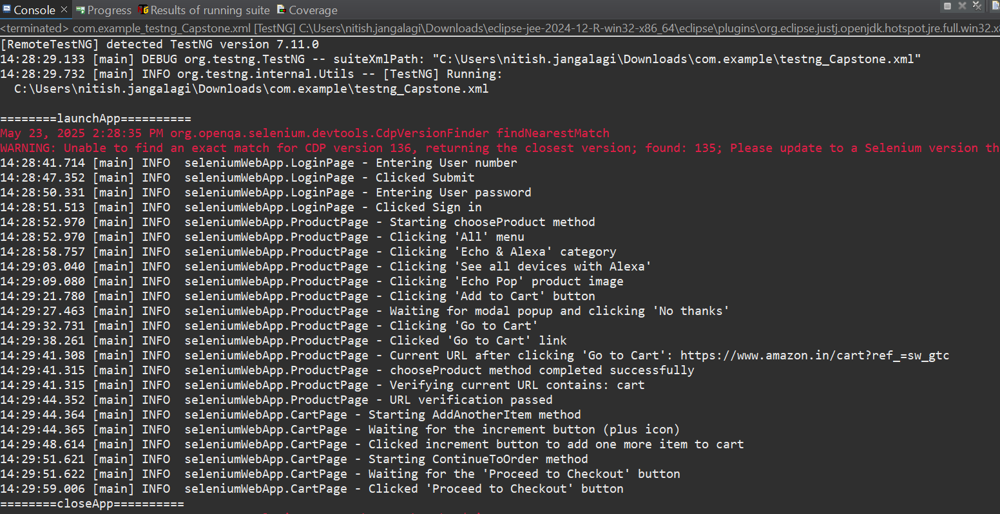 Console Progress Results of running suite Coverage
<terminated> com.example_testng_Capstone.xml [TestNG] C:\Users\nitish.jangalagi\Downloads\eclipse-jee-2024-12-R-win32-x86_64\eclipse\plugins\org.eclipse.justj.openjdk.hotspot.jre.full.win32.x
[RemoteTestNG] detected TestNG version 7.11.0
14:28:29.133 [main] DEBUG org.testng.TestNG -- suiteXmlPath: "C:\Users\nitish.jangalagi\Downloads\com.example\testng_Capstone.xml"
14:28:29.732 [main] INFO org.testng.internal.Utils -- [TestNG] Running:
C:\Users\nitish.jangalagi\Downloads\com.example\testng_Capstone.xml
========launchApp==========
May 23, 2025 2:28:35 PM org.openqa.selenium.devtools.CdpVersionFinder findNearestMatch
WARNING: Unable to find an exact match for CDP version 136, returning the closest version; found: 135; Please update to a Selenium version th
14:28:41.714 [main] INFO  seleniumWebApp.LoginPage - Entering User number
14:28:47.352 [main] INFO  seleniumWebApp.LoginPage - Clicked Submit
14:28:50.331 [main] INFO  seleniumWebApp.LoginPage - Entering User password
14:28:51.513 [main] INFO  seleniumWebApp.LoginPage - Clicked Sign in
14:28:52.970 [main] INFO  seleniumWebApp.ProductPage - Starting chooseProduct method
14:28:52.970 [main] INFO  seleniumWebApp.ProductPage - Clicking 'All' menu
14:28:58.757 [main] INFO  seleniumWebApp.ProductPage - Clicking 'Echo & Alexa' category
14:29:03.040 [main] INFO  seleniumWebApp.ProductPage - Clicking 'See all devices with Alexa'
14:29:09.080 [main] INFO  seleniumWebApp.ProductPage - Clicking 'Echo Pop' product image
14:29:21.780 [main] INFO  seleniumWebApp.ProductPage - Clicking 'Add to Cart' button
14:29:27.463 [main] INFO  seleniumWebApp.ProductPage - Waiting for modal popup and clicking 'No thanks'
14:29:32.731 [main] INFO  seleniumWebApp.ProductPage - Clicking 'Go to Cart'
14:29:38.261 [main] INFO  seleniumWebApp.ProductPage - Clicked 'Go to Cart' link
14:29:41.308 [main] INFO  seleniumWebApp.ProductPage - Current URL after clicking 'Go to Cart': https://www.amazon.in/cart?ref_=sw_gtc
14:29:41.315 [main] INFO  seleniumWebApp.ProductPage - chooseProduct method completed successfully
14:29:41.315 [main] INFO  seleniumWebApp.ProductPage - Verifying current URL contains: cart
14:29:44.352 [main] INFO  seleniumWebApp.ProductPage - URL verification passed
14:29:44.364 [main] INFO  seleniumWebApp.CartPage - Starting AddAnotherItem method
14:29:44.365 [main] INFO  seleniumWebApp.CartPage - Waiting for the increment button (plus icon)
14:29:48.614 [main] INFO  seleniumWebApp.CartPage - Clicked increment button to add one more item to cart
14:29:51.621 [main] INFO  seleniumWebApp.CartPage - Starting ContinueToOrder method
14:29:51.622 [main] INFO  seleniumWebApp.CartPage - Waiting for the 'Proceed to Checkout' button
14:29:59.006 [main] INFO  seleniumWebApp.CartPage - Clicked 'Proceed to Checkout' button
========closeApp==========